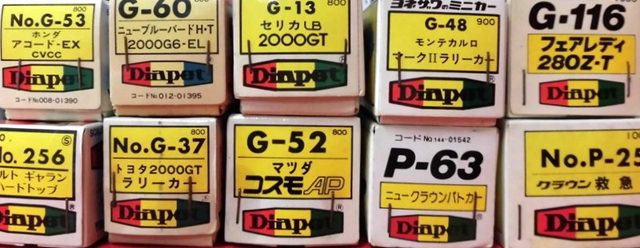 ホンダ 800
No.G-53
アコード-EX
CVCC
Diapet
コードNo.008-01390
G-60
ニューブルーバードH・T
2000G6-EL
Diapet
コードNo.012-01395
G-13
セリカLB
2000GT
Diapet
ヨネザワのミニカー
G-48 900
モンテカルロ
マークIIラリーカー
Diapet
G-116
フェアレディ
280Z-T
Diapet
No. 256
ルト ギャラン
ハードトップ
Diapet
800
No.G-37
トヨタ2000GT
ラリーカー
Diapet
G-52 800
マツダ
コスモAP
Diapet
コードNo.144-01542
P-63
ニュークラウンパトカー
Diapet
No.P-25
クラウン救急
Diapet